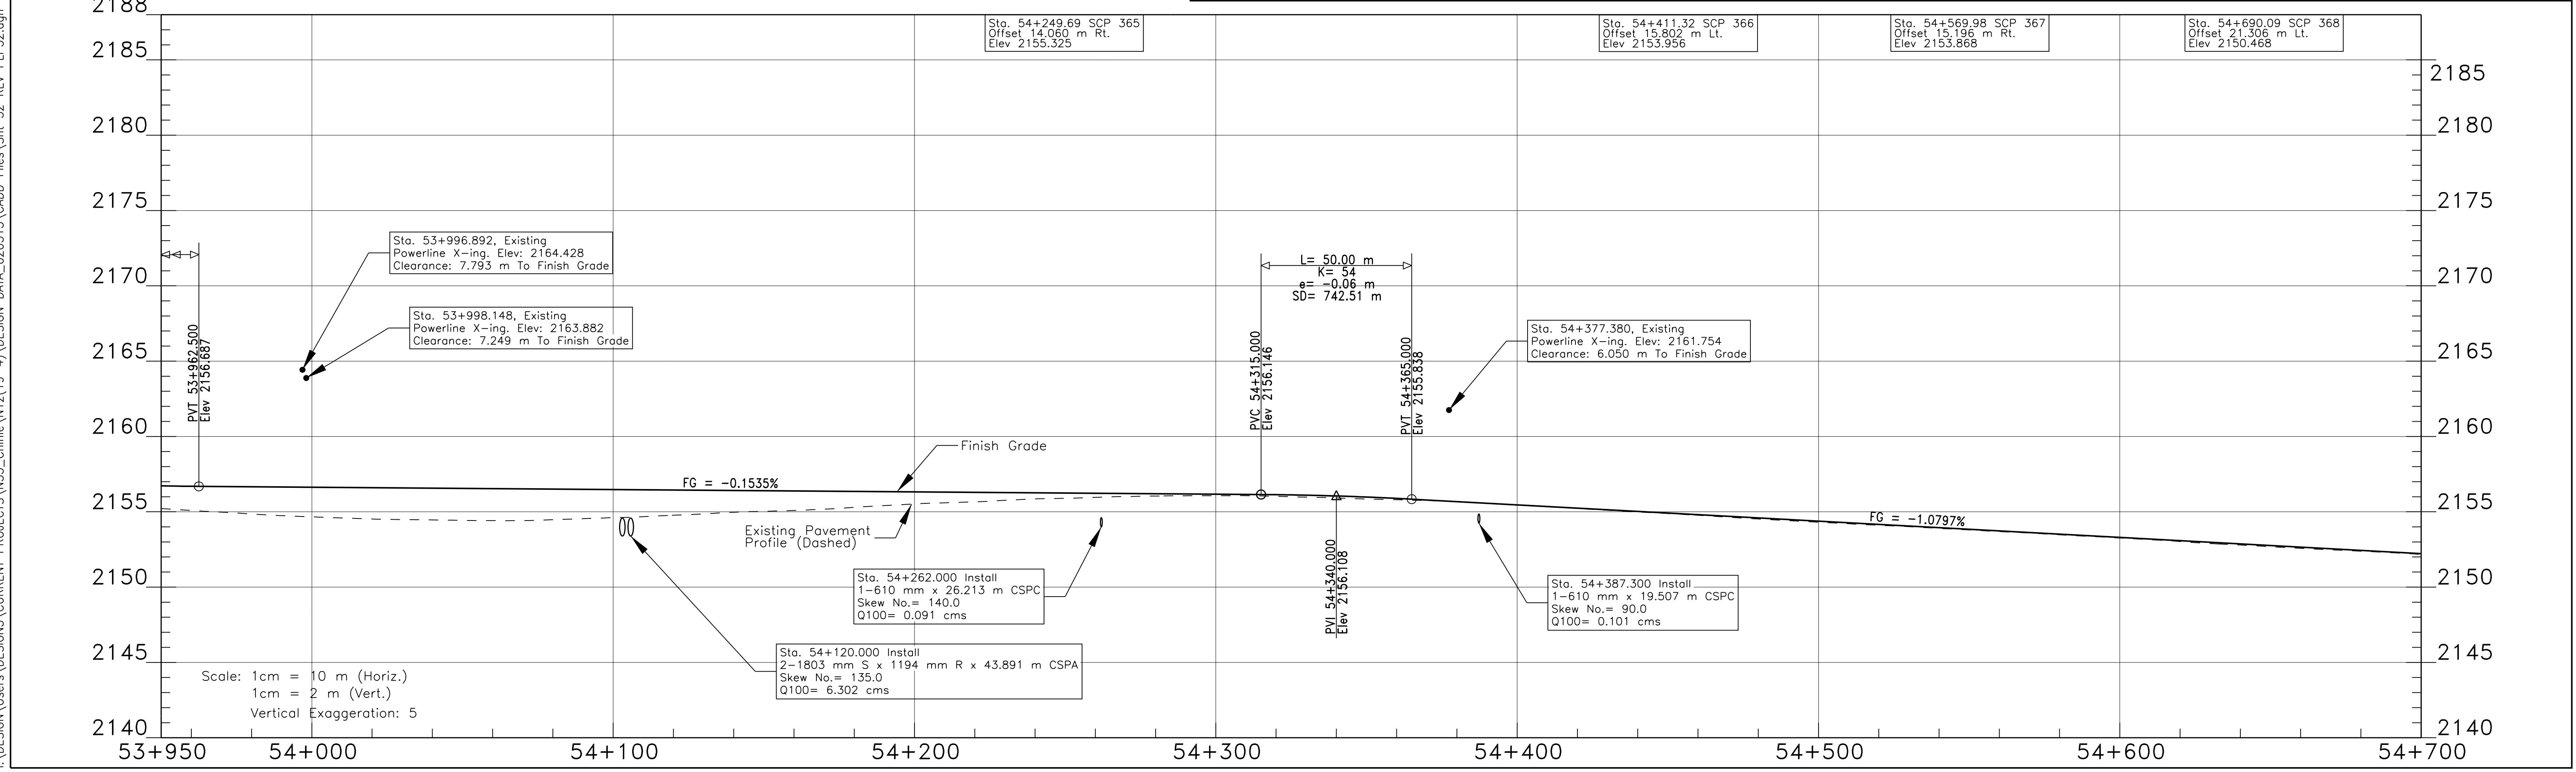 2188
Sta. 54+249.69 SCP 365
Offset 14.060 m Rt.
Elev 2155.325
Sta. 54+411.32 SCP 366
Offset 15.802 m Lt.
Elev 2153.956
Sta. 54+569.98 SCP 367
Offset 15.196 m Rt.
Elev 2153.868
Sta. 54+690.09 SCP 368
Offset 21.306 m Lt.
Elev 2150.468
2185
2185
2180
2180
2175
2175
2170
2170
2165
2165
2160
2160
2155
2155
2150
2150
2145
2145
2140
2140
Sta. 53+996.892, Existing
Powerline X-ing. Elev: 2164.428
Clearance: 7.793 m To Finish Grade
Sta. 53+998.148, Existing
Powerline X-ing. Elev: 2163.882
Clearance: 7.249 m To Finish Grade
PVT 53+962.500
Elev 2156.687
L= 50.00 m
K= 54
e= -0.06 m
SD= 742.51 m
PVC 54+315.000
Elev 2156.146
PVT 54+365.000
Elev 2155.838
Sta. 54+377.380, Existing
Powerline X-ing. Elev: 2161.754
Clearance: 6.050 m To Finish Grade
Finish Grade
FG = -0.1535%
FG = -1.0797%
Existing Pavement
Profile (Dashed)
PVI 54+340.000
Elev 2156.108
Sta. 54+262.000 Install
1-610 mm x 26.213 m CSPC
Skew No.= 140.0
Q100= 0.091 cms
Sta. 54+387.300 Install
1-610 mm x 19.507 m CSPC
Skew No.= 90.0
Q100= 0.101 cms
Sta. 54+120.000 Install
2-1803 mm S x 1194 mm R x 43.891 m CSPA
Skew No.= 135.0
Q100= 6.302 cms
Scale: 1cm = 10 m (Horiz.)
1cm = 2 m (Vert.)
Vertical Exaggeration: 5
53+950
54+000
54+100
54+200
54+300
54+400
54+500
54+600
54+700